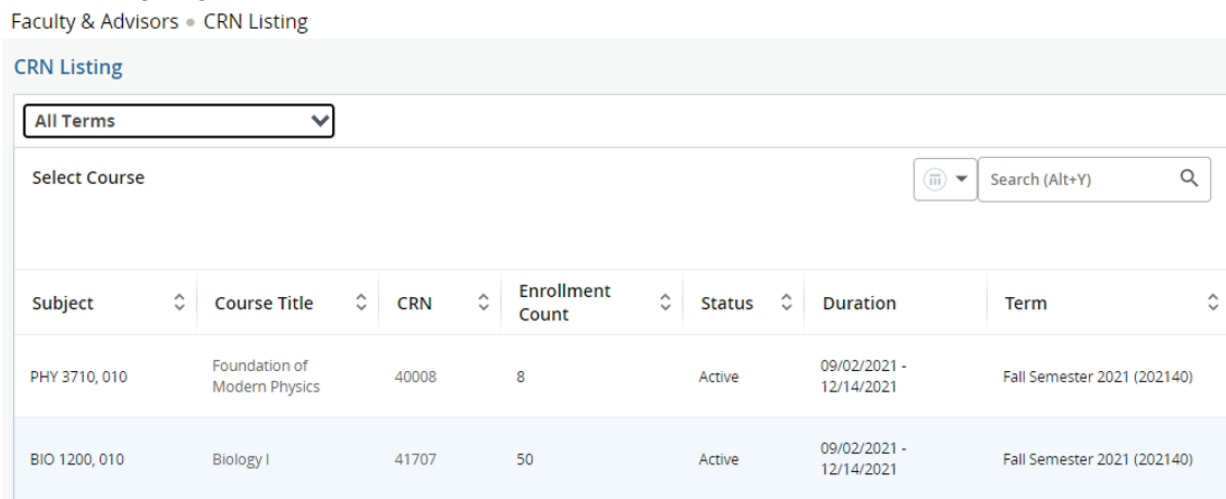 Faculty & Advisors • CRN Listing
CRN Listing
All Terms
Select Course
Search (Alt+Y)
Subject Course Title CRN Enrollment Count Status Duration Term
PHY 3710, 010 Foundation of Modern Physics 40008 8 Active 09/02/2021 - 12/14/2021 Fall Semester 2021 (202140)
BIO 1200, 010 Biology I 41707 50 Active 09/02/2021 - 12/14/2021 Fall Semester 2021 (202140)